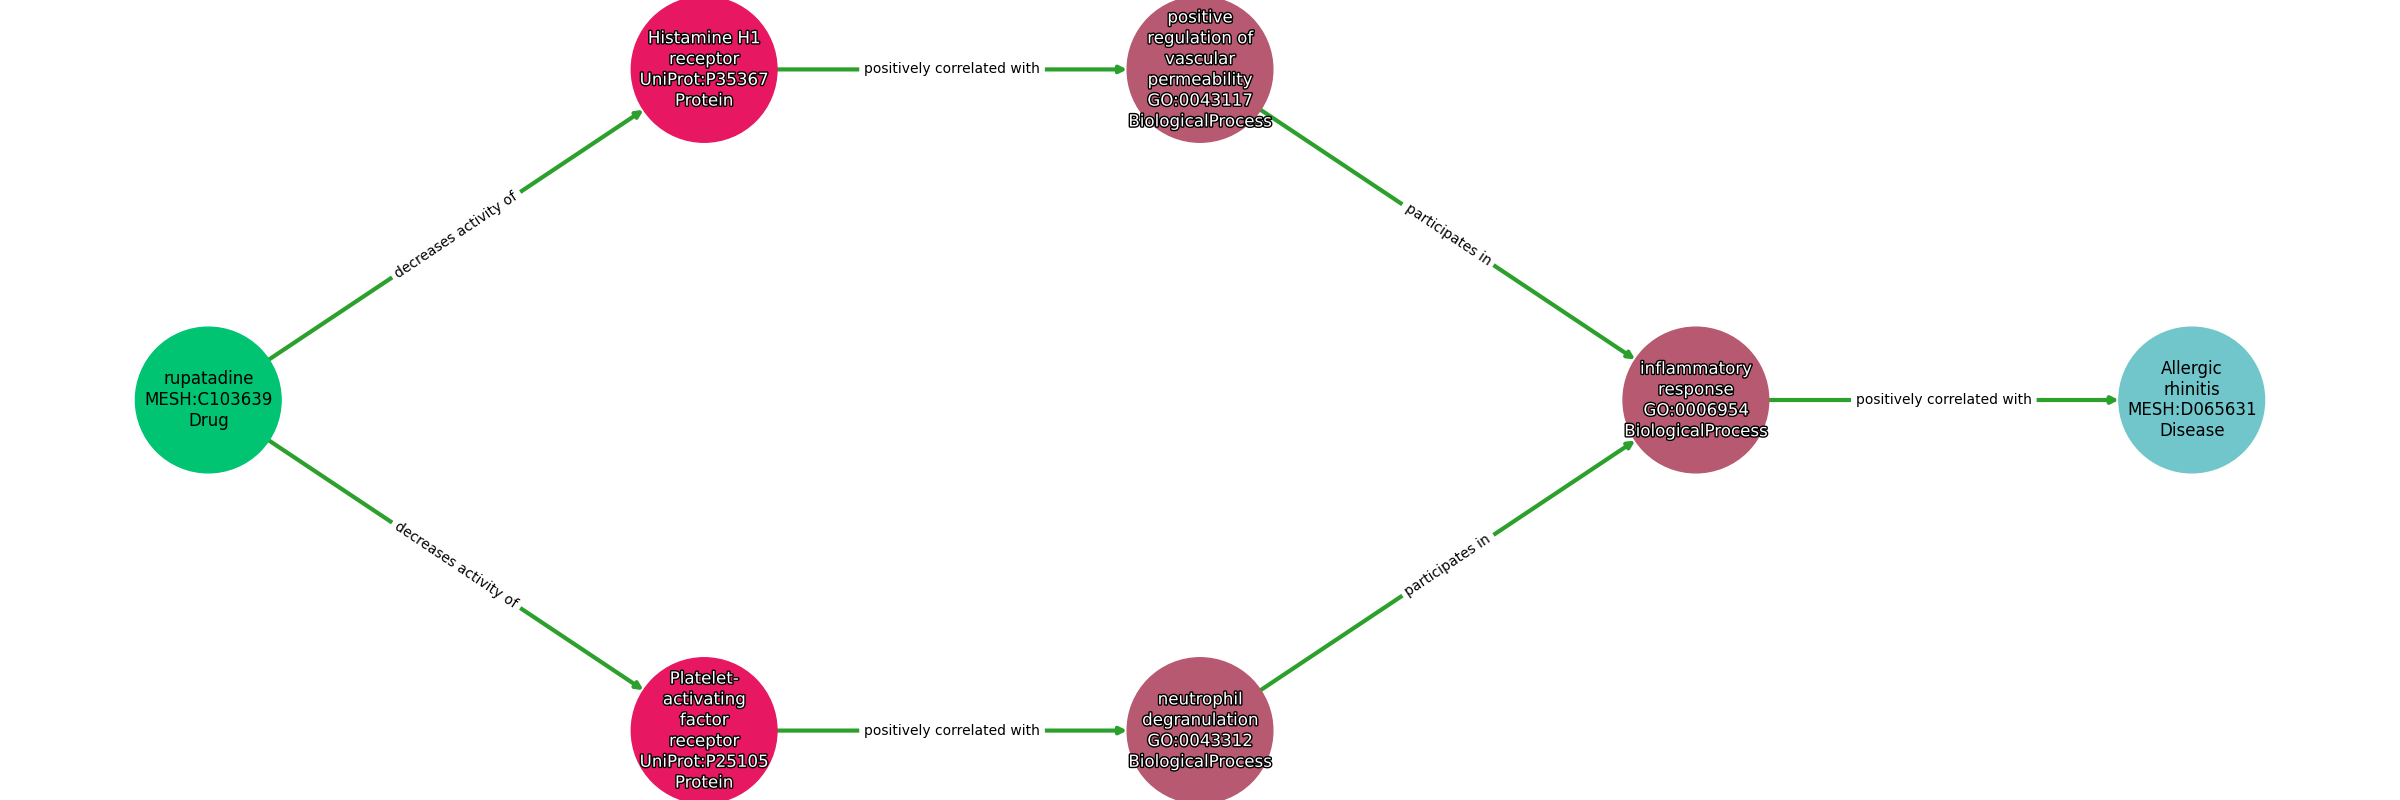 Histamine H1
receptor
UniProt:P35367
Protein
positively correlated with
positive
regulation of
vascular
permeability
GO:0043117
BiologicalProcess
decreases activity of
participates in
rupatadine
MESH:C103639
Drug
inflammatory
response
GO:0006954
BiologicalProcess
positively correlated with
Allergic
rhinitis
MESH:D065631
Disease
decreases activity of
participates in
Platelet-
activating
factor
receptor
UniProt:P25105
Protein
positively correlated with
neutrophil
degranulation
GO:0043312
BiologicalProcess